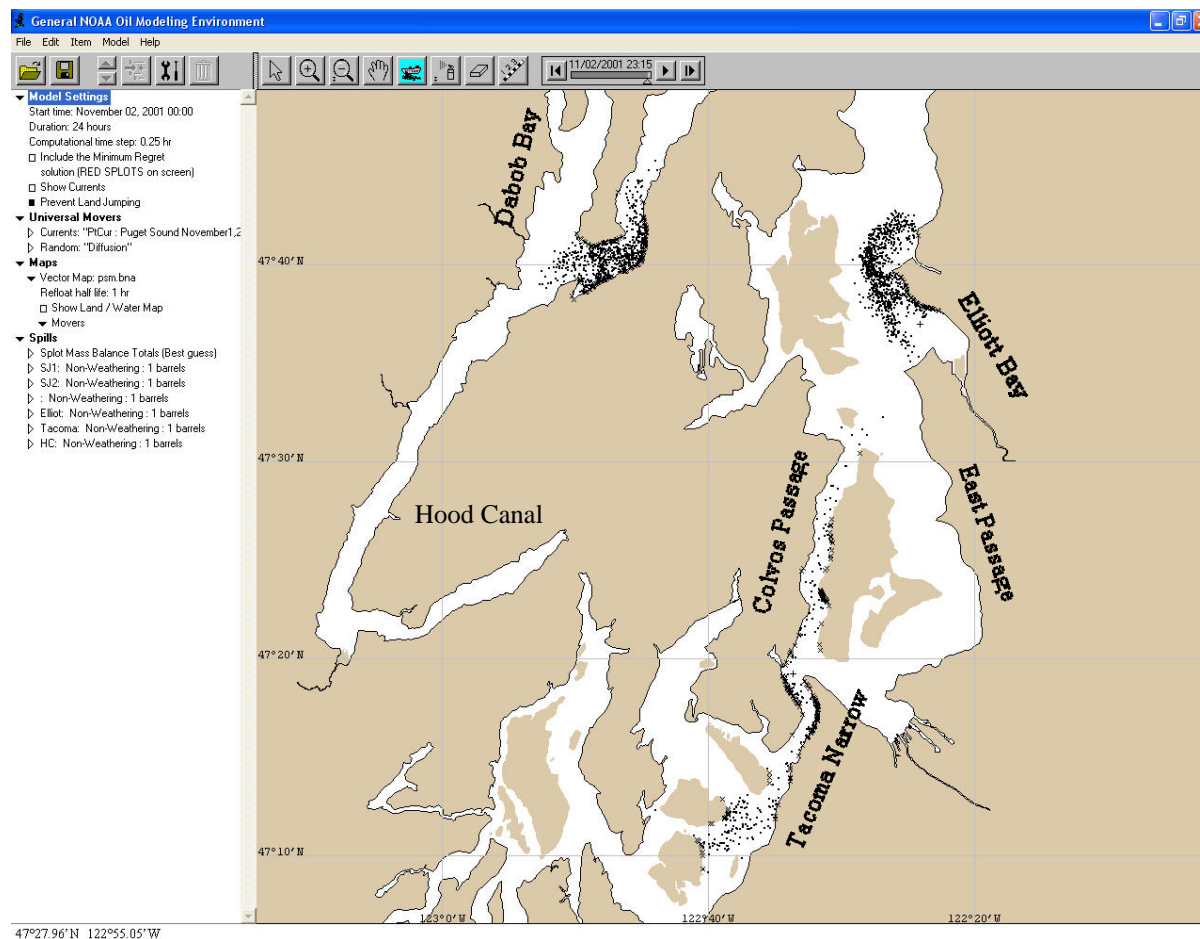 General NOAA Oil Modeling Environment
File Edit Item Model Help
11/02/2001 23:15
Model Settings
Start time: November 02, 2001 00:00
Duration: 24 hours
Computational time step: 0.25 hr
Include the Minimum Regret
solution (RED SPLOTS on screen)
Show Currents
Prevent Land Jumping
Universal Movers
Currents: "PtCur : Puget Sound November1,2
Random: "Diffusion"
Maps
Vector Map: psm.bna
Refloat half life: 1 hr
Show Land / Water Map
Movers
Spills
Splot Mass Balance Totals (Best guess)
SJ1: Non-Weathering : 1 barrels
SJ2: Non-Weathering : 1 barrels
: Non-Weathering : 1 barrels
Elliot: Non-Weathering : 1 barrels
Tacoma: Non-Weathering : 1 barrels
HC: Non-Weathering : 1 barrels
Dabob Bay
47°40'N
Elliott Bay
47°30'N
Colvos Passage
East Passage
Hood Canal
47°20'N
Tacoma Narrow
47°10'N
123°0'W
122°40'W
122°20'W
47°27.96'N 122°55.05'W